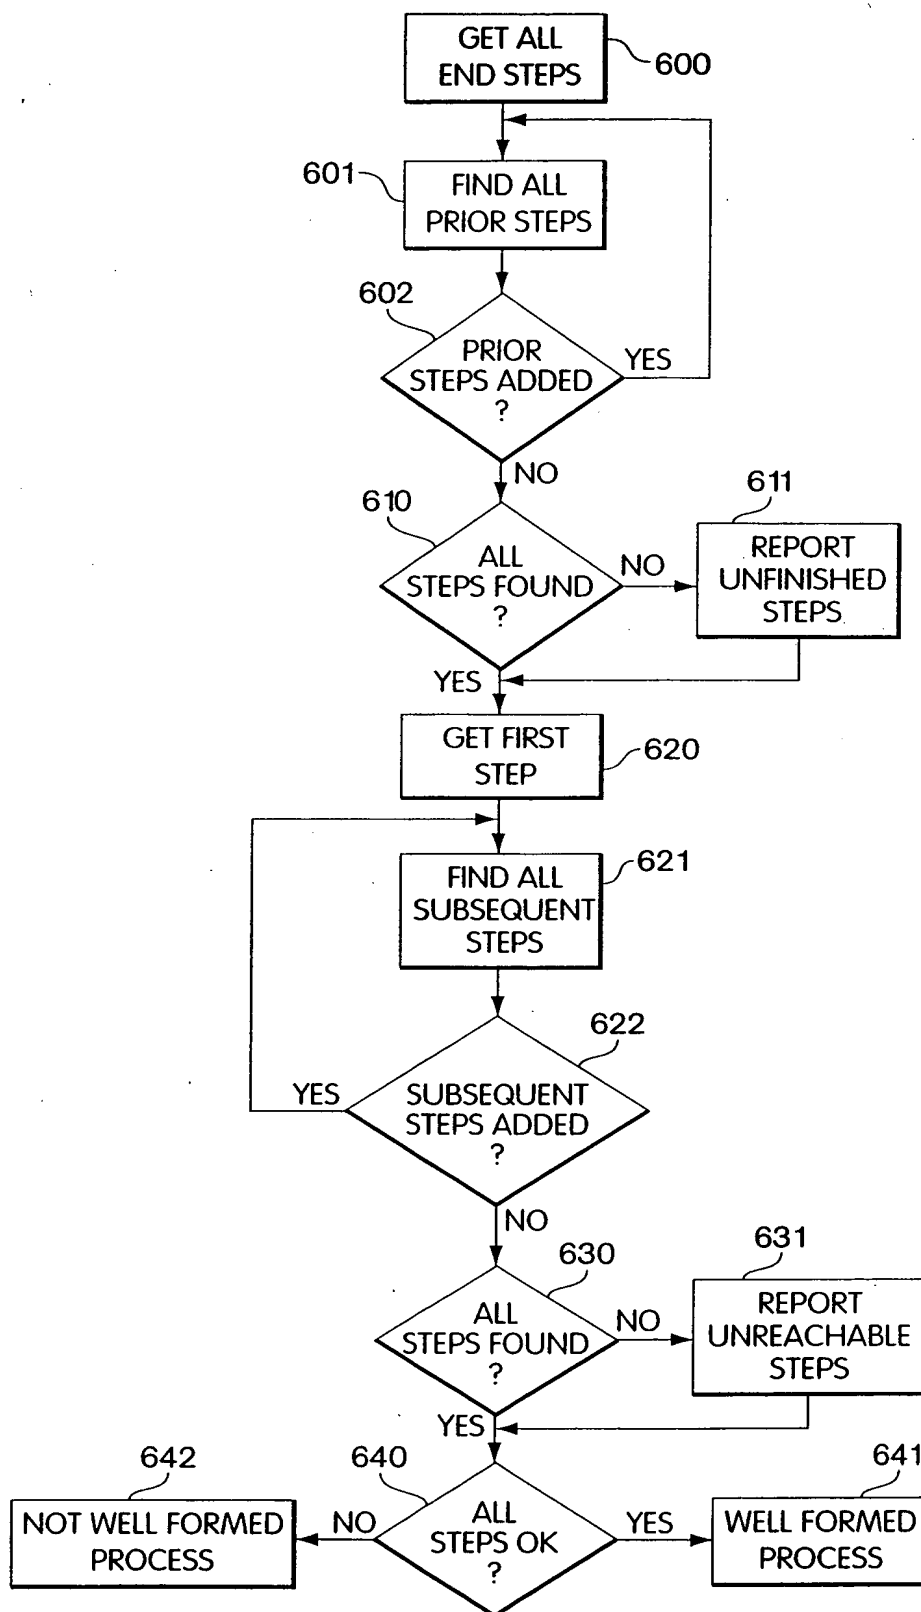 GET ALL
END STEPS
600
601
FIND ALL
PRIOR STEPS
602
PRIOR
STEPS ADDED
?
YES
NO
610
ALL
STEPS FOUND
?
NO
611
REPORT
UNFINISHED
STEPS
YES
GET FIRST
STEP
620
621
FIND ALL
SUBSEQUENT
STEPS
622
SUBSEQUENT
STEPS ADDED
?
YES
NO
630
ALL
STEPS FOUND
?
NO
631
REPORT
UNREACHABLE
STEPS
YES
640
ALL
STEPS OK
?
NO
642
NOT WELL FORMED
PROCESS
YES
641
WELL FORMED
PROCESS